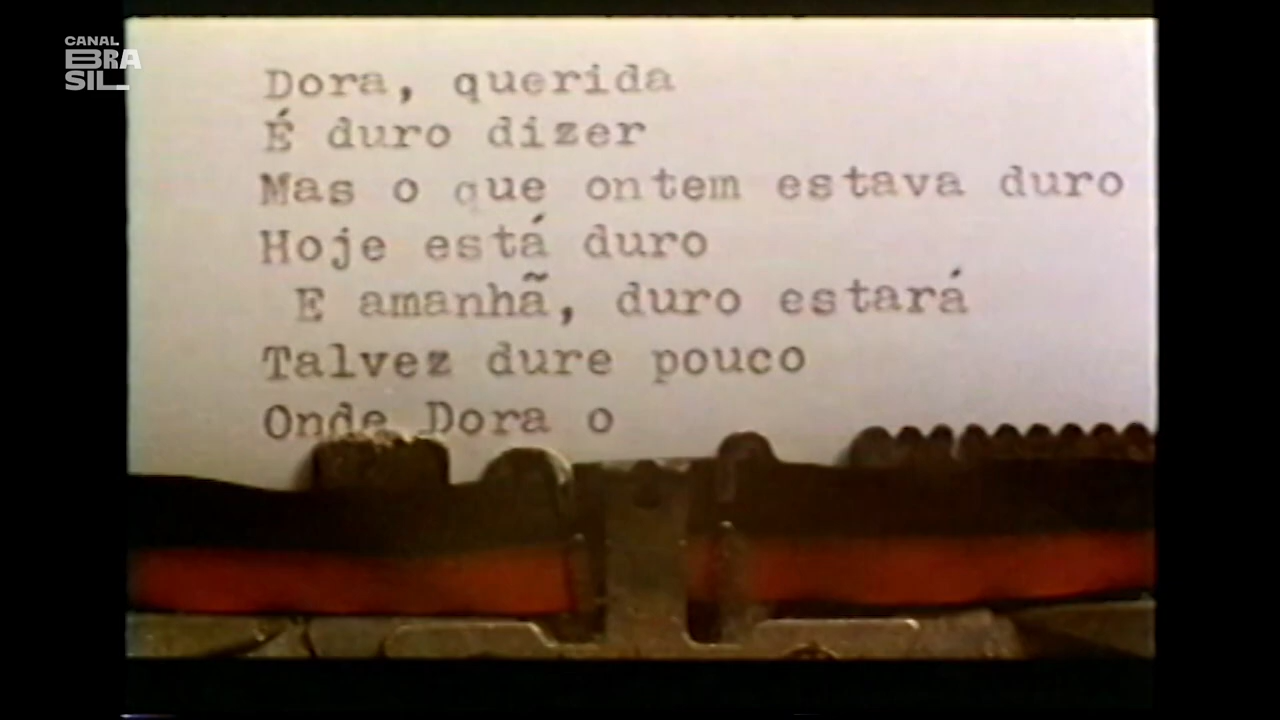 CANAL
BRA
SIL
Dora, querida
É duro dizer
Mas o que ontem estava duro
Hoje está duro
E amanhã, duro estará
Talvez dure pouco
Onde Dora o